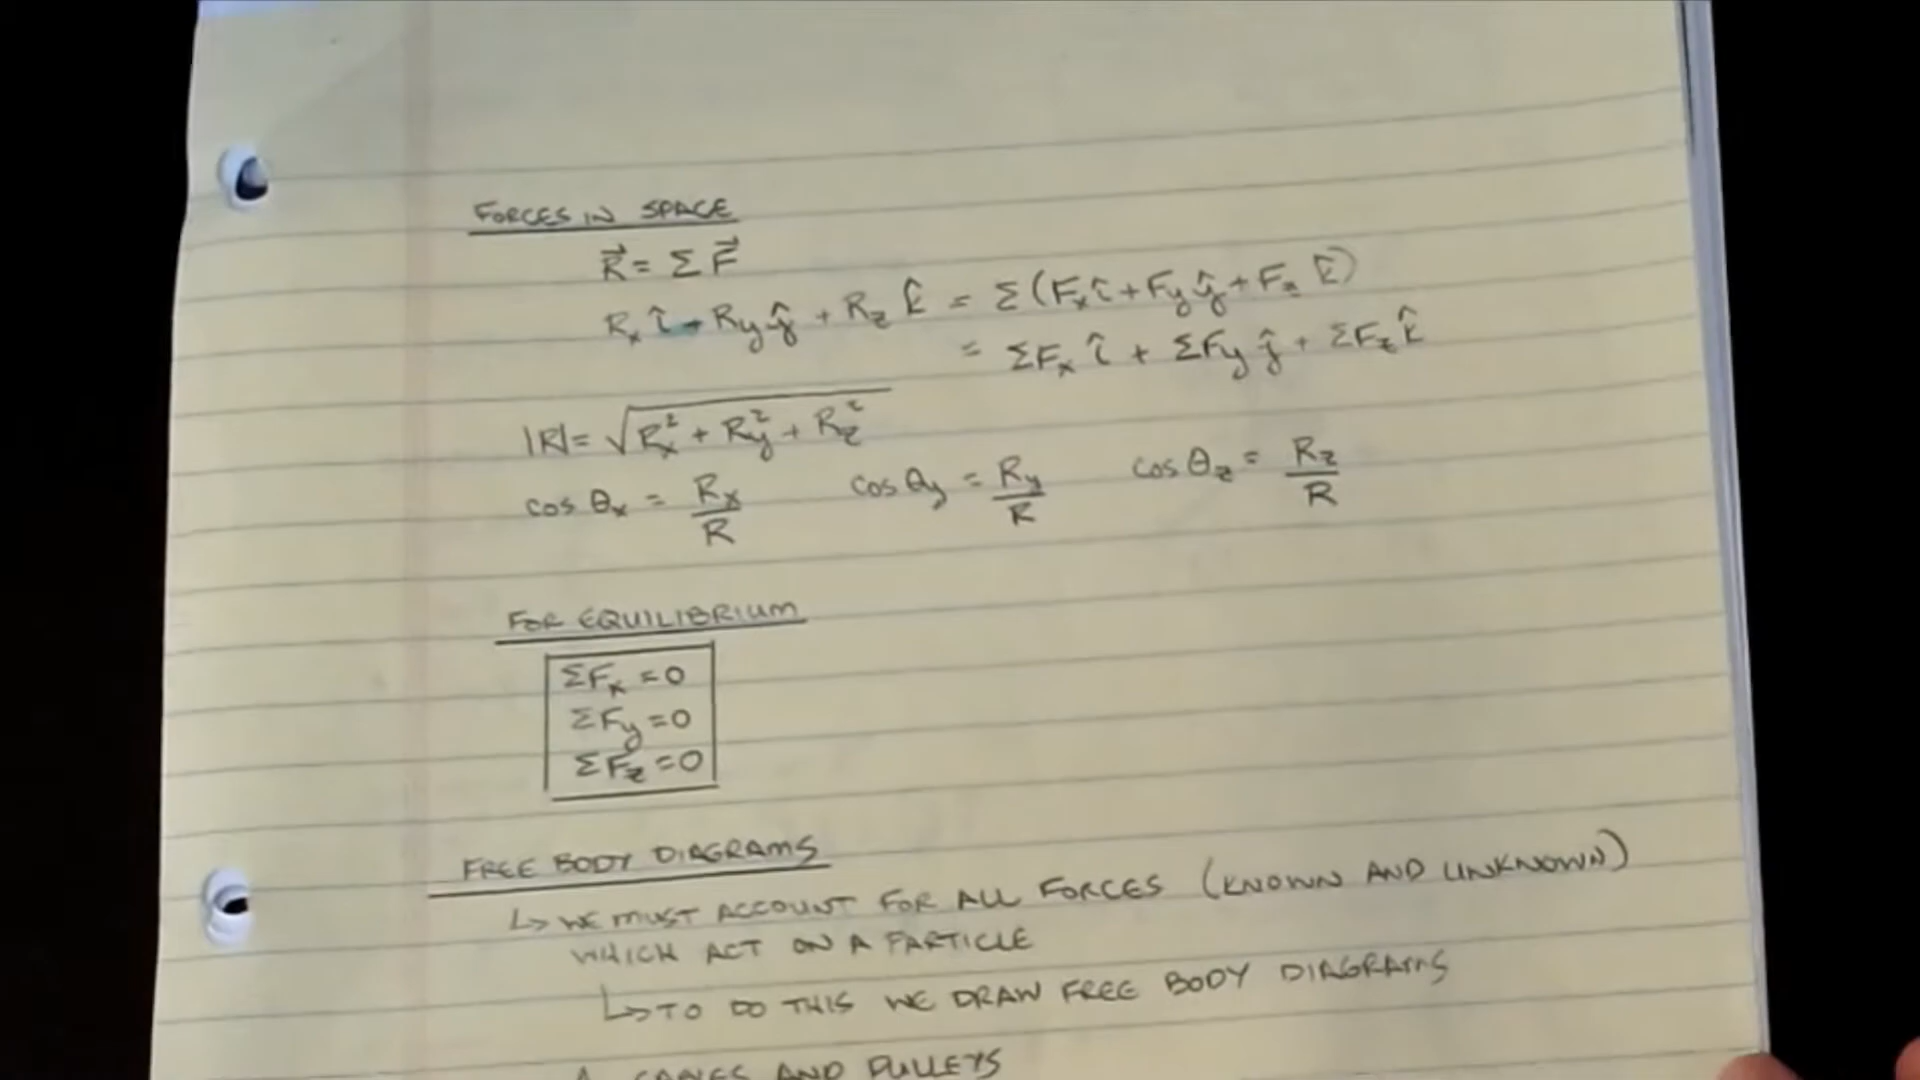 FORCES IN SPACE
R⃗ = Σ F⃗
Rₓ î + Ry ĵ + Rz k̂ = Σ (Fₓ î + Fy ĵ + Fz k̂)
= ΣFₓ î + ΣFy ĵ + ΣFz k̂
|R| = √(Rₓ² + Ry² + Rz²)
cos θₓ = Rₓ/R cos θy = Ry/R cos θz = Rz/R
FOR EQUILIBRIUM
ΣFₓ = 0
ΣFy = 0
ΣFz = 0
FREE BODY DIAGRAMS
↳ WE MUST ACCOUNT FOR ALL FORCES (KNOWN AND UNKNOWN)
WHICH ACT ON A PARTICLE
↳ TO DO THIS WE DRAW FREE BODY DIAGRAMS
AND PULLEYS